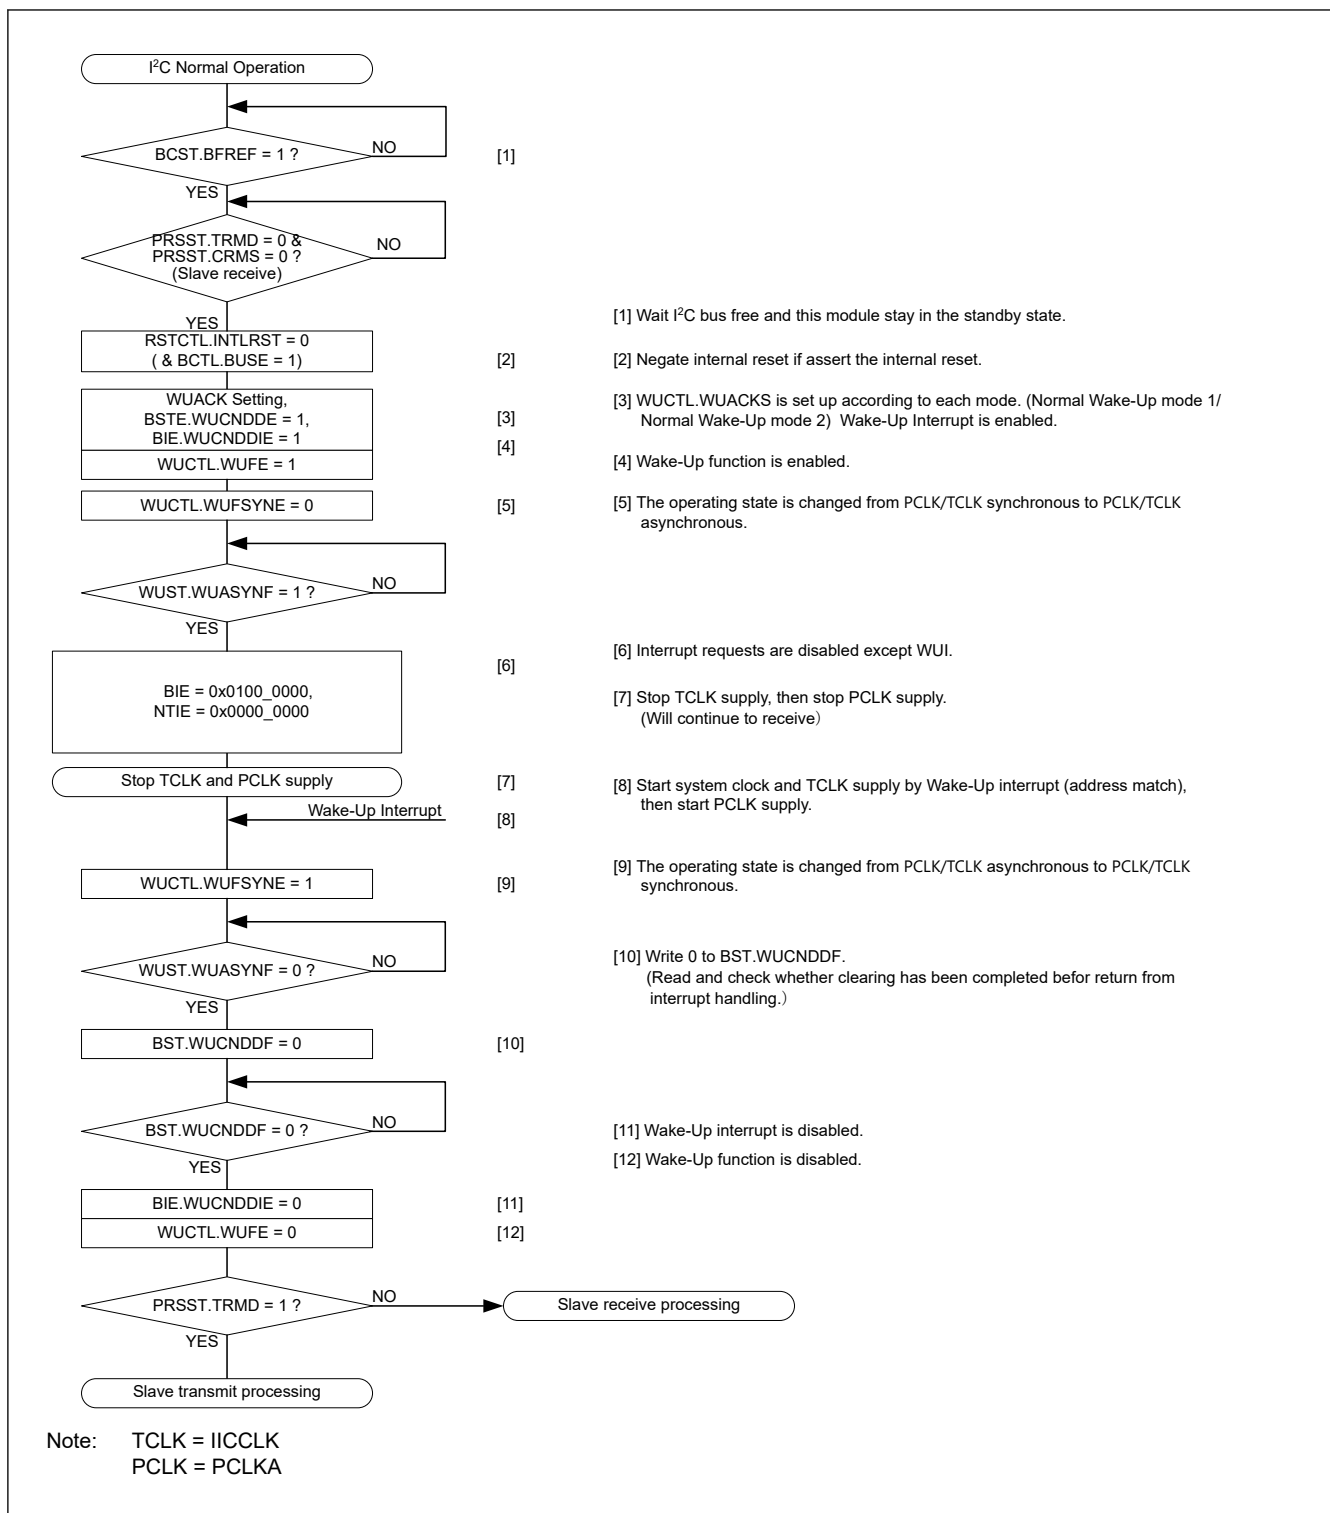 I²C Normal Operation
BCST.BFREF = 1 ?
NO
[1]
YES
PRSST.TRMD = 0 &
PRSST.CRMS = 0 ?
(Slave receive)
NO
YES
RSTCTL.INTLRST = 0
( & BCTL.BUSE = 1)
[2]
WUACK Setting,
BSTE.WUCNDDE = 1,
BIE.WUCNDDIE = 1
[3]
[4]
WUCTL.WUFE = 1
WUCTL.WUFSYNE = 0
[5]
WUST.WUASYNF = 1 ?
NO
YES
[6]
BIE = 0x0100_0000,
NTIE = 0x0000_0000
Stop TCLK and PCLK supply
[7]
Wake-Up Interrupt
[8]
WUCTL.WUFSYNE = 1
[9]
WUST.WUASYNF = 0 ?
NO
YES
BST.WUCNDDF = 0
[10]
BST.WUCNDDF = 0 ?
NO
YES
BIE.WUCNDDIE = 0
[11]
WUCTL.WUFE = 0
[12]
PRSST.TRMD = 1 ?
NO
Slave receive processing
YES
Slave transmit processing
[1] Wait I²C bus free and this module stay in the standby state.
[2] Negate internal reset if assert the internal reset.
[3] WUCTL.WUACKS is set up according to each mode. (Normal Wake-Up mode 1/
Normal Wake-Up mode 2) Wake-Up Interrupt is enabled.
[4] Wake-Up function is enabled.
[5] The operating state is changed from PCLK/TCLK synchronous to PCLK/TCLK
asynchronous.
[6] Interrupt requests are disabled except WUI.
[7] Stop TCLK supply, then stop PCLK supply.
(Will continue to receive）
[8] Start system clock and TCLK supply by Wake-Up interrupt (address match),
then start PCLK supply.
[9] The operating state is changed from PCLK/TCLK asynchronous to PCLK/TCLK
synchronous.
[10] Write 0 to BST.WUCNDDF.
(Read and check whether clearing has been completed befor return from
interrupt handling.）
[11] Wake-Up interrupt is disabled.
[12] Wake-Up function is disabled.
Note: TCLK = IICCLK
PCLK = PCLKA